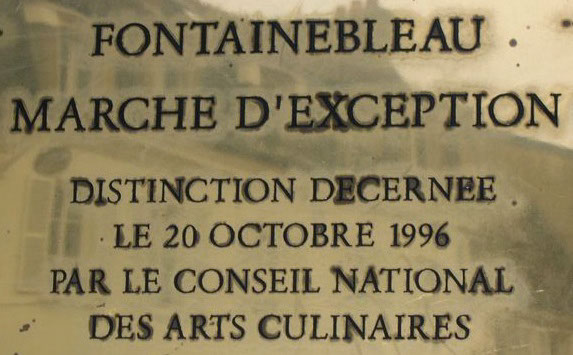 FONTAINEBLEAU
MARCHE D'EXCEPTION
DISTINCTION DECERNEE
LE 20 OCTOBRE 1996
PAR LE CONSEIL NATIONAL
DES ARTS CULINAIRES